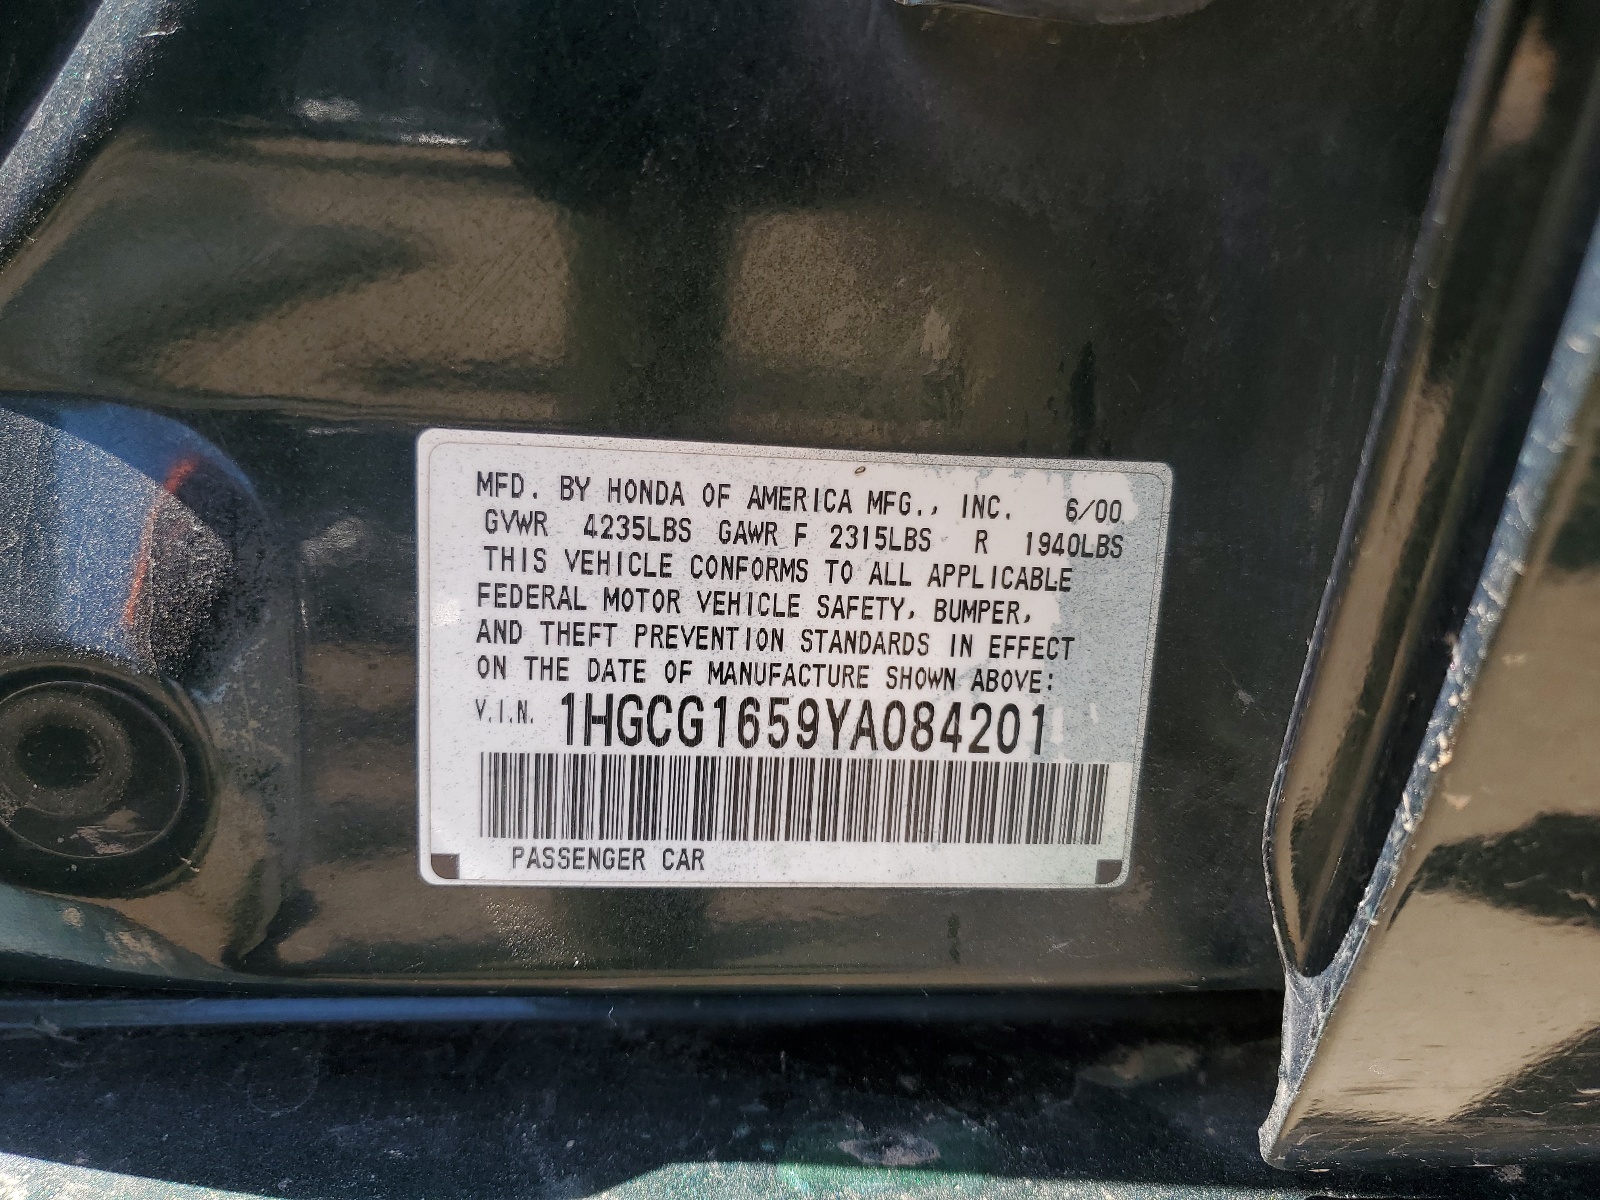 MFD. BY HONDA OF AMERICA MFG., INC. 6/00
GVWR 4235LBS GAWR F 2315LBS R 1940LBS
THIS VEHICLE CONFORMS TO ALL APPLICABLE
FEDERAL MOTOR VEHICLE SAFETY, BUMPER,
AND THEFT PREVENTION STANDARDS IN EFFECT
ON THE DATE OF MANUFACTURE SHOWN ABOVE:
V.I.N. 1HGCG1659YA084201
PASSENGER CAR